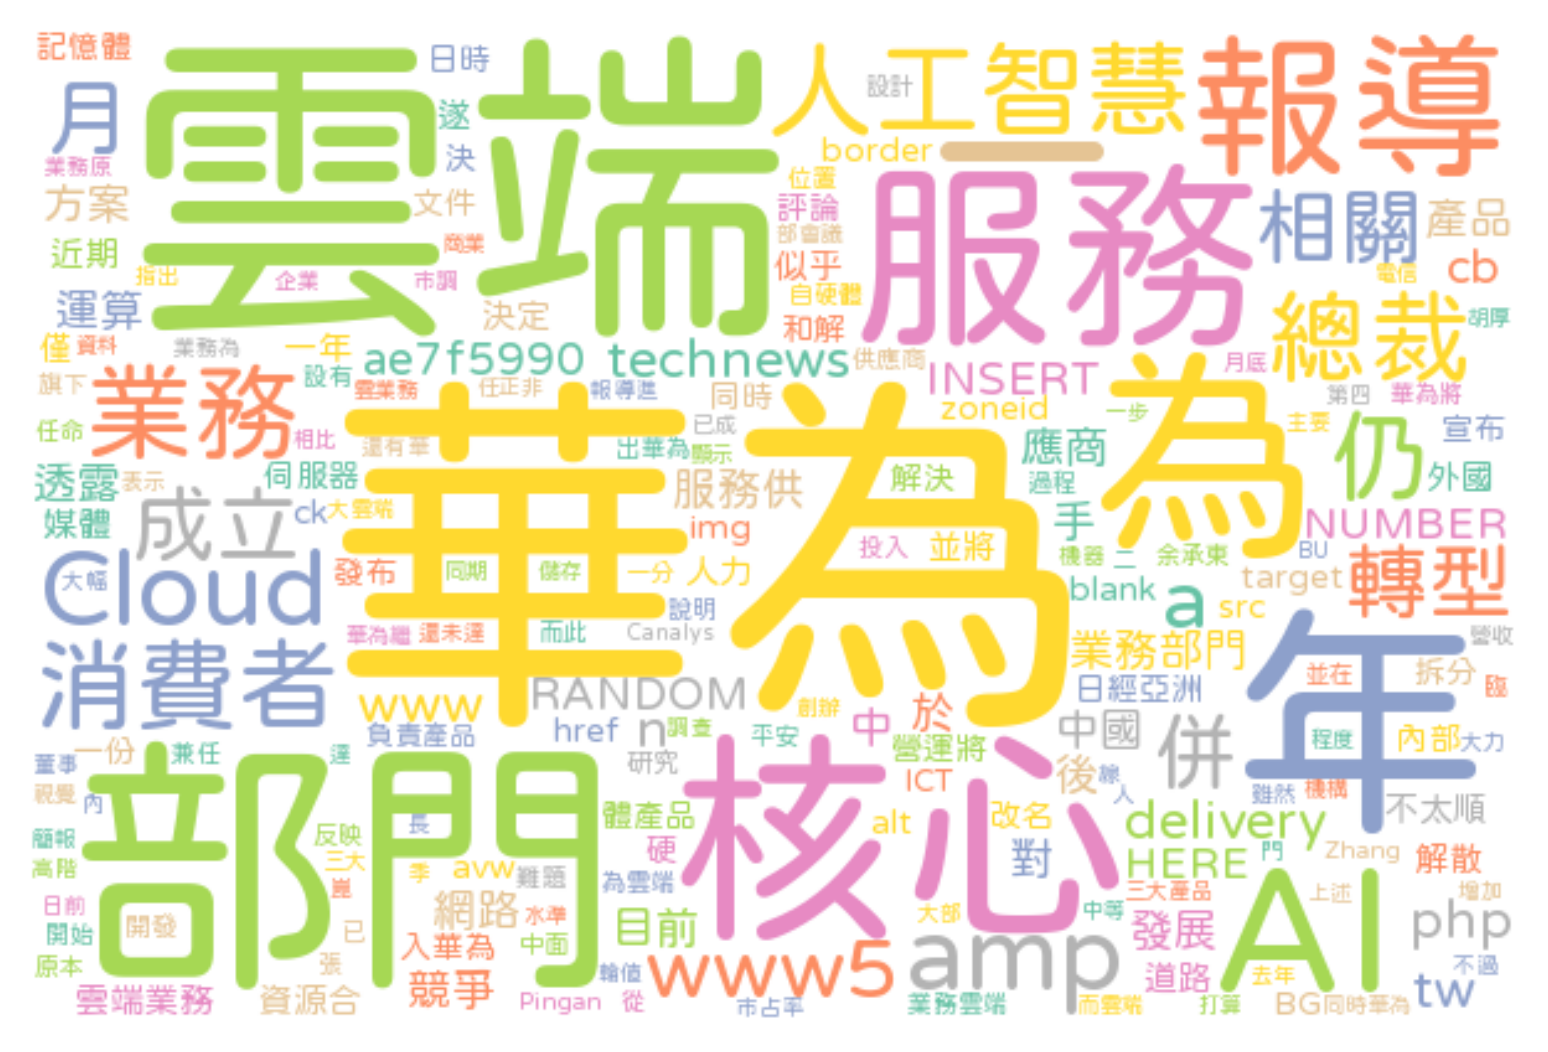 記憶體
雲端
日時
人工智慧
設計
報導
月
遂
border
業務原
決
位置
服務
方案
文件
評論
相關
產品
部會議
近期
商業
似乎
cb
指出
企業
市調
電信
自硬體
運算
決定
和解
總裁
胡厚
僅
資料
業務為
一年
ae7f5990
technews
供應商
月底
旗下
業務
設有
雲業務
任正非
報導進
同時
INSERT
為
第四
華為將
zoneid
一步
主要
任命
相比
還有華
華為
已成
出華為
顯示
應商
仍
宣布
透露
表示
伺服器
服務供
解決
過程
外國
成立
媒體
ck
大雲端
img
投入
並將
手
NUMBER
Cloud
大幅
發布
同期
儲存
一分
人力
機器
二
余承東
BU
轉型
blank
a
target
src
說明
華為繼
還未達
而此
Canalys
年
營收
消費者
業務部門
並在
拆分
www
RANDOM
日經亞洲
臨
創辦
中
於
負責產品
href
n
調查
平安
中國
併
程度
內部
大力
一份
兼任
達
營運將
董事
研究
核心
ICT
後
人
雖然
機構
視覺
內
部門
長
體產品
alt
改名
delivery
不太順
簡報
反映
硬
對
HERE
門
Zhang
解散
高階
三大
季
avw
難題
為雲端
三大產品
AI
上述
增加
日前
網路
水準
目前
大部
中等
發展
php
開始
開發
已
入華為
中面
amp
原本
張
競爭
www5
道路
去年
tw
不過
雲端業務
資源合
Pingan
從
市占率
業務雲端
而雲端
打算
BG
同時華為